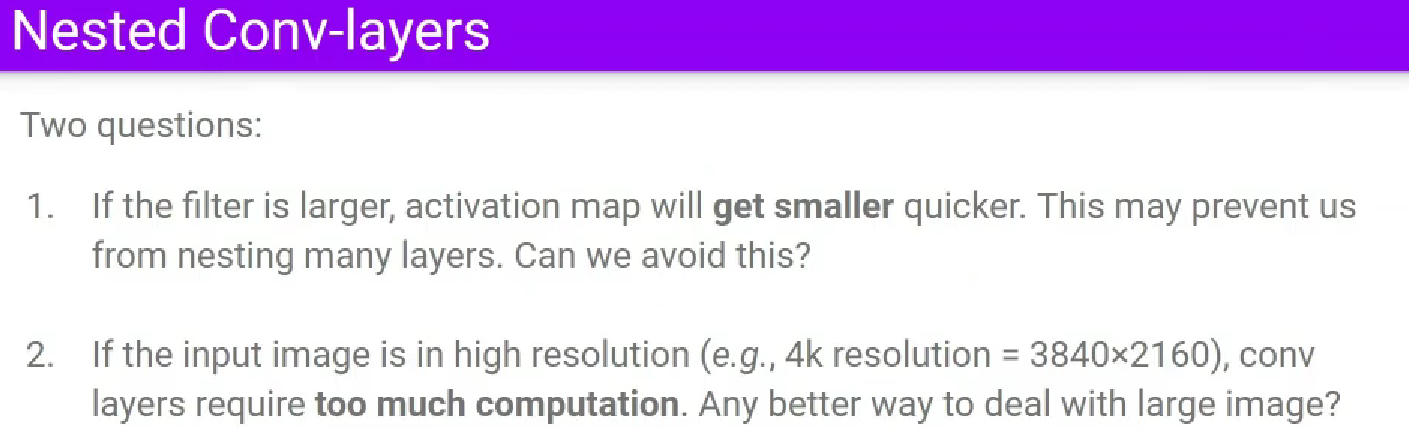 Nested Conv-layers
Two questions:
1. If the filter is larger, activation map will get smaller quicker. This may prevent us
from nesting many layers. Can we avoid this?
2. If the input image is in high resolution (e.g., 4k resolution = 3840×2160), conv
layers require too much computation. Any better way to deal with large image?